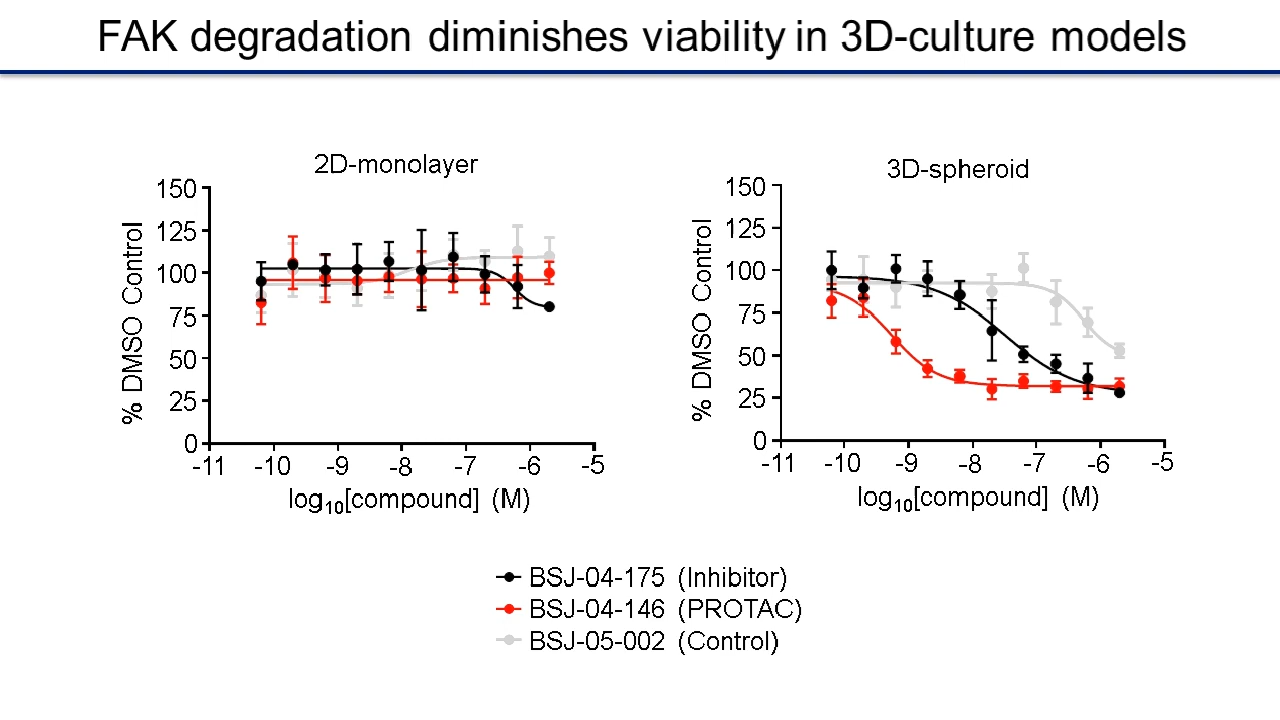 FAK degradation diminishes viability in 3D-culture models
2D-monolayer
150
125
100
75
50
25
0
% DMSO Control
-11 -10 -9 -8 -7 -6 -5
log10[compound] (M)
3D-spheroid
150
125
100
75
50
25
0
% DMSO Control
-11 -10 -9 -8 -7 -6 -5
log10[compound] (M)
BSJ-04-175 (Inhibitor)
BSJ-04-146 (PROTAC)
BSJ-05-002 (Control)